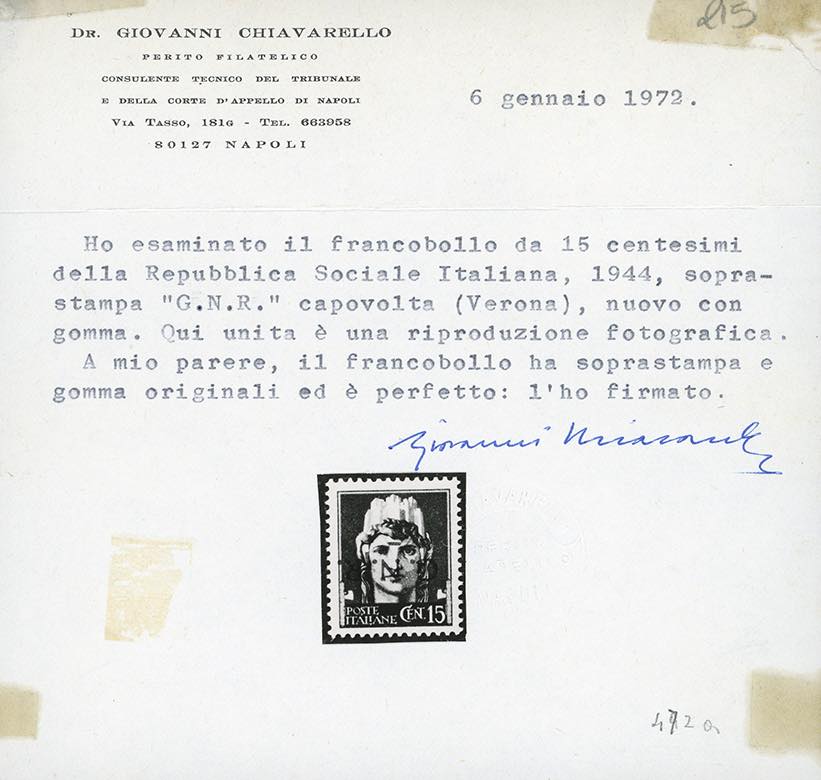 215
DR. GIOVANNI CHIAVARELLO
PERITO FILATELICO
CONSULENTE TECNICO DEL TRIBUNALE
E DELLA CORTE D'APPELLO DI NAPOLI
VIA TASSO, 181G - TEL. 663958
80127 NAPOLI
6 gennaio 1972.
Ho esaminato il francobollo da 15 centesimi
della Repubblica Sociale Italiana, 1944, sopra-
stampa "G.N.R." capovolta (Verona), nuovo con
gomma. Qui unita è una riproduzione fotografica.
A mio parere, il francobollo ha soprastampa e
gomma originali ed è perfetto: l'ho firmato.
Giovanni Chiavarello
POSTE
ITALIANE CEN. 15